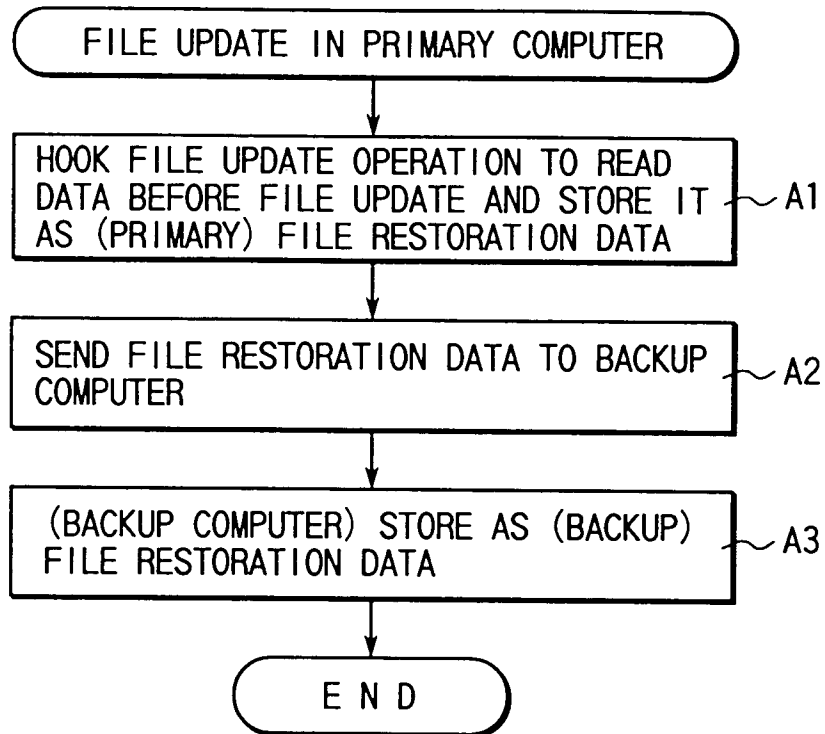 FILE UPDATE IN PRIMARY COMPUTER
HOOK FILE UPDATE OPERATION TO READ
DATA BEFORE FILE UPDATE AND STORE IT
AS (PRIMARY) FILE RESTORATION DATA
A1
SEND FILE RESTORATION DATA TO BACKUP
COMPUTER
A2
(BACKUP COMPUTER) STORE AS (BACKUP)
FILE RESTORATION DATA
A3
END